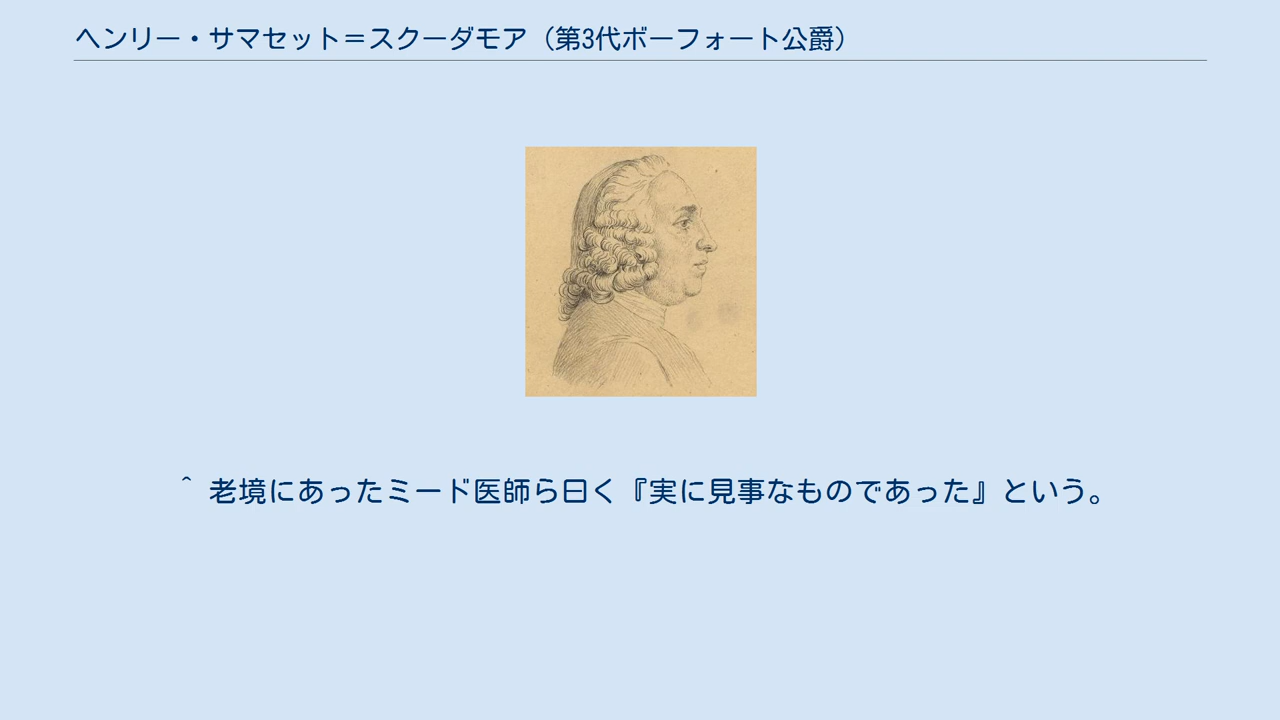 ヘンリー・サマセット＝スクーダモア（第3代ボーフォート公爵）
^ 老境にあったミード医師ら曰く『実に見事なものであった』という。